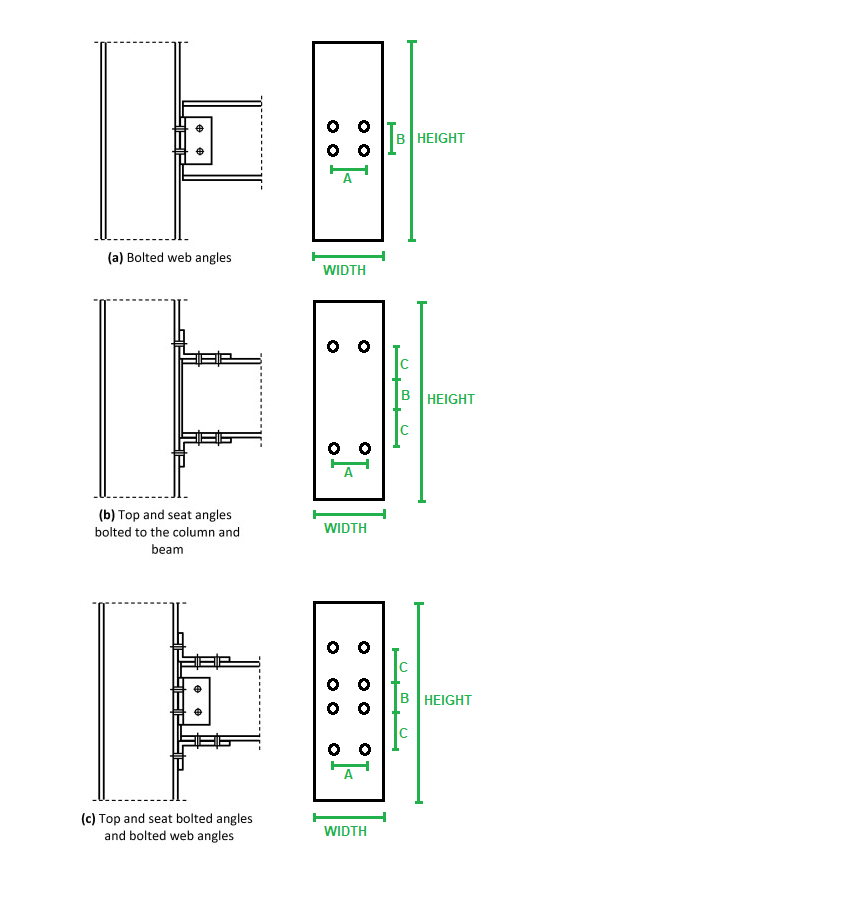 B
HEIGHT
A
(a) Bolted web angles
WIDTH
C
B
HEIGHT
C
A
(b) Top and seat angles
bolted to the column and
beam
WIDTH
C
B
HEIGHT
C
A
(c) Top and seat bolted angles
and bolted web angles
WIDTH